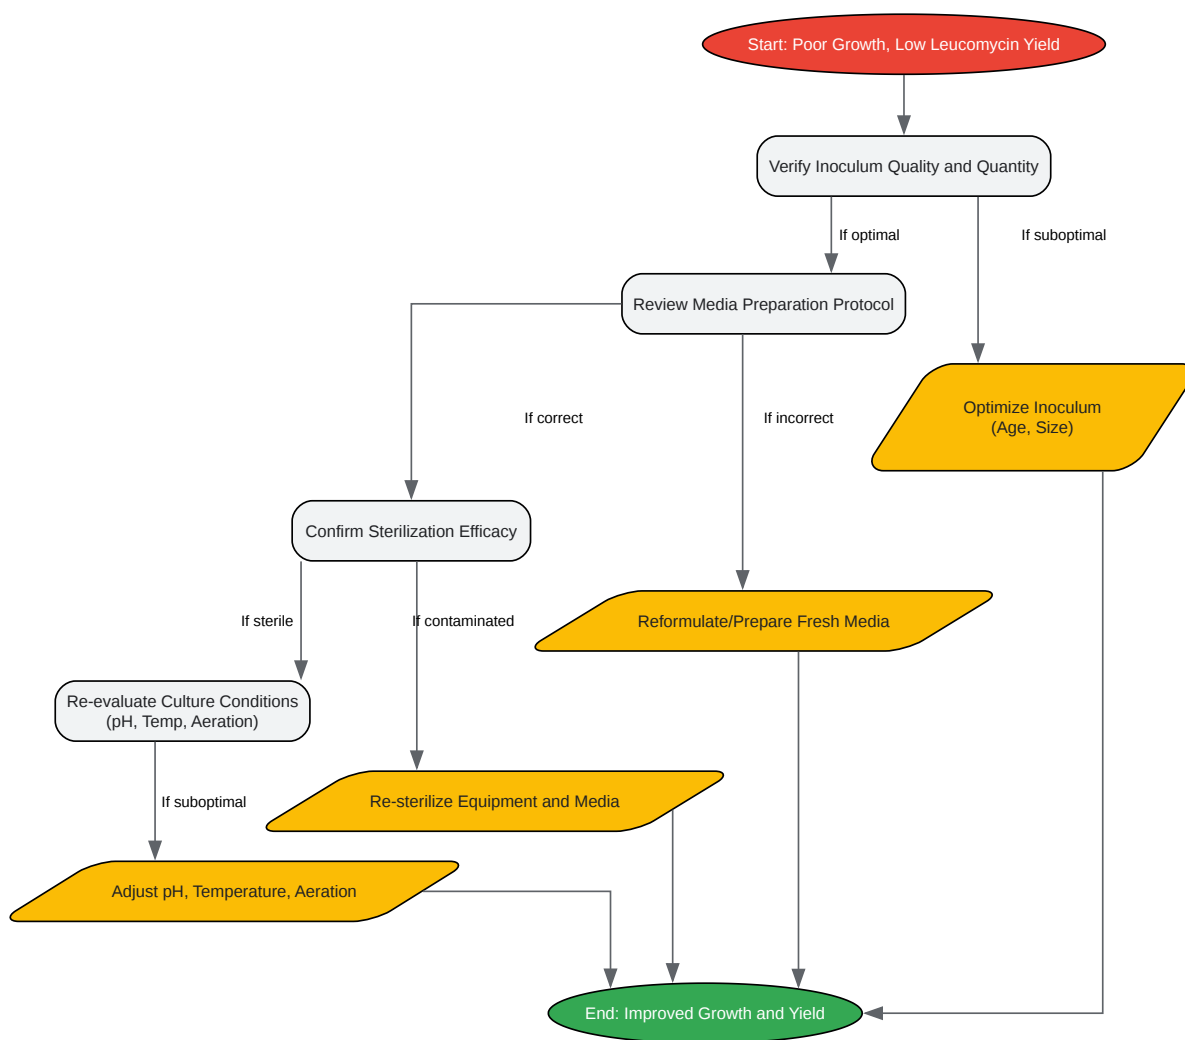 Start: Poor Growth, Low Leucomycin Yield
Verify Inoculum Quality and Quantity
If optimal
If suboptimal
Review Media Preparation Protocol
Optimize Inoculum
(Age, Size)
If correct
If incorrect
Confirm Sterilization Efficacy
If sterile
If contaminated
Reformulate/Prepare Fresh Media
Re-evaluate Culture Conditions
(pH, Temp, Aeration)
If suboptimal
Re-sterilize Equipment and Media
Adjust pH, Temperature, Aeration
End: Improved Growth and Yield